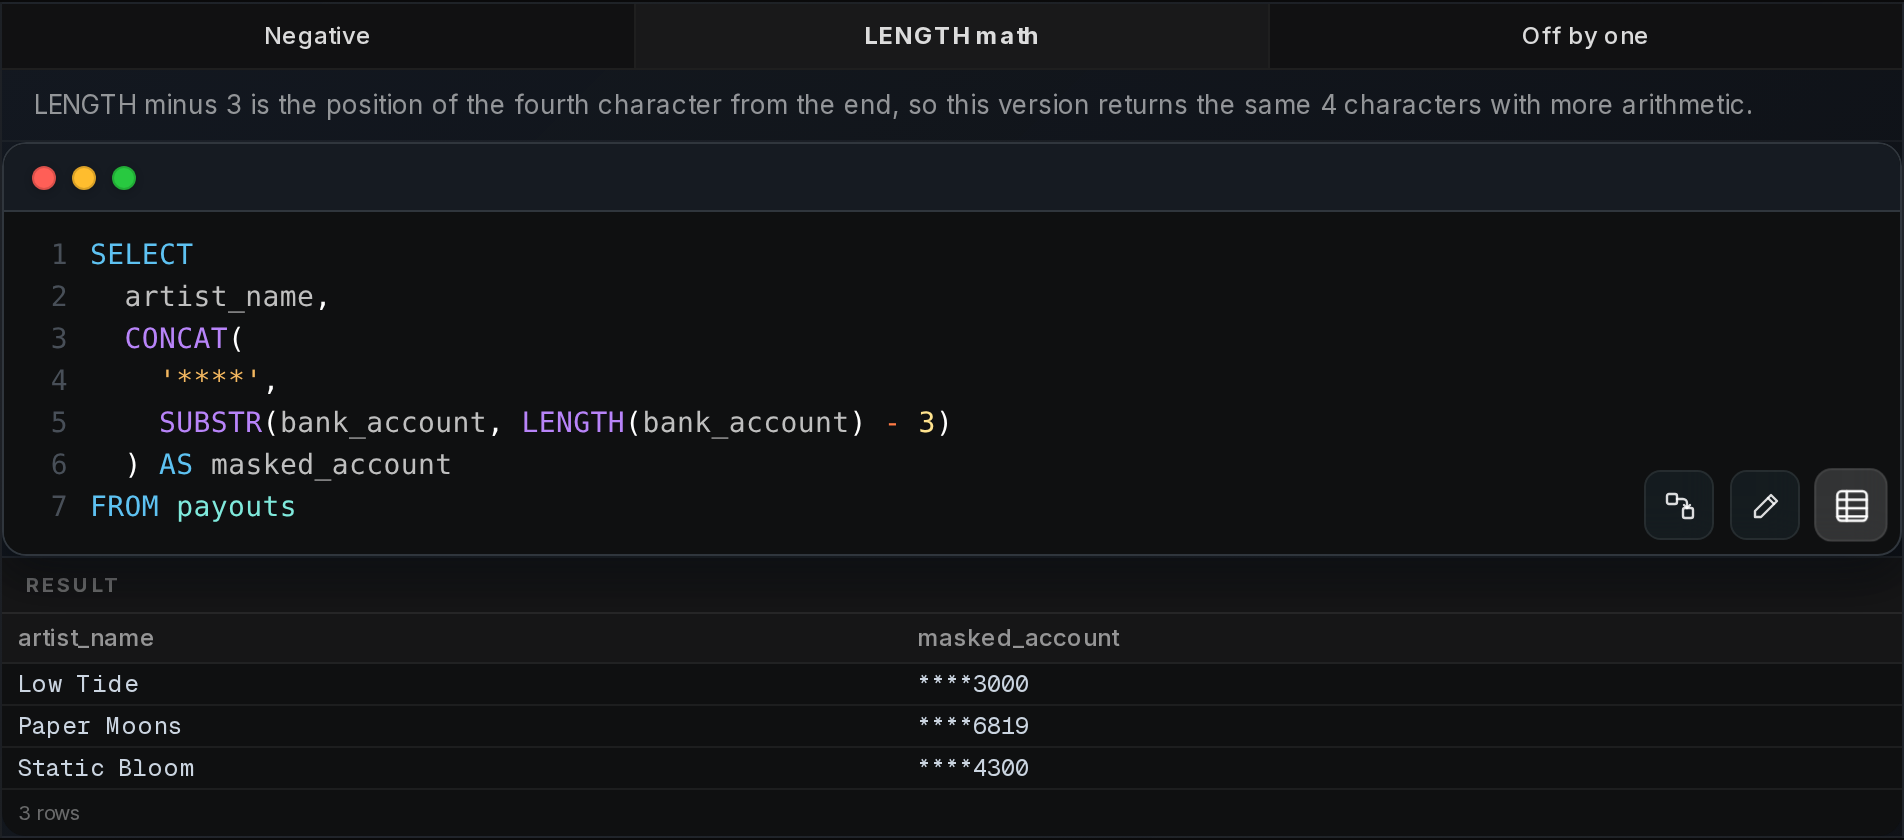 Negative
LENGTH math
Off by one
LENGTH minus 3 is the position of the fourth character from the end, so this version returns the same 4 characters with more arithmetic.
1 SELECT
2   artist_name,
3   CONCAT(
4     '****',
5     SUBSTR(bank_account, LENGTH(bank_account) - 3)
6   ) AS masked_account
7 FROM payouts
RESULT
artist_name masked_account
Low Tide ****3000
Paper Moons ****6819
Static Bloom ****4300
3 rows